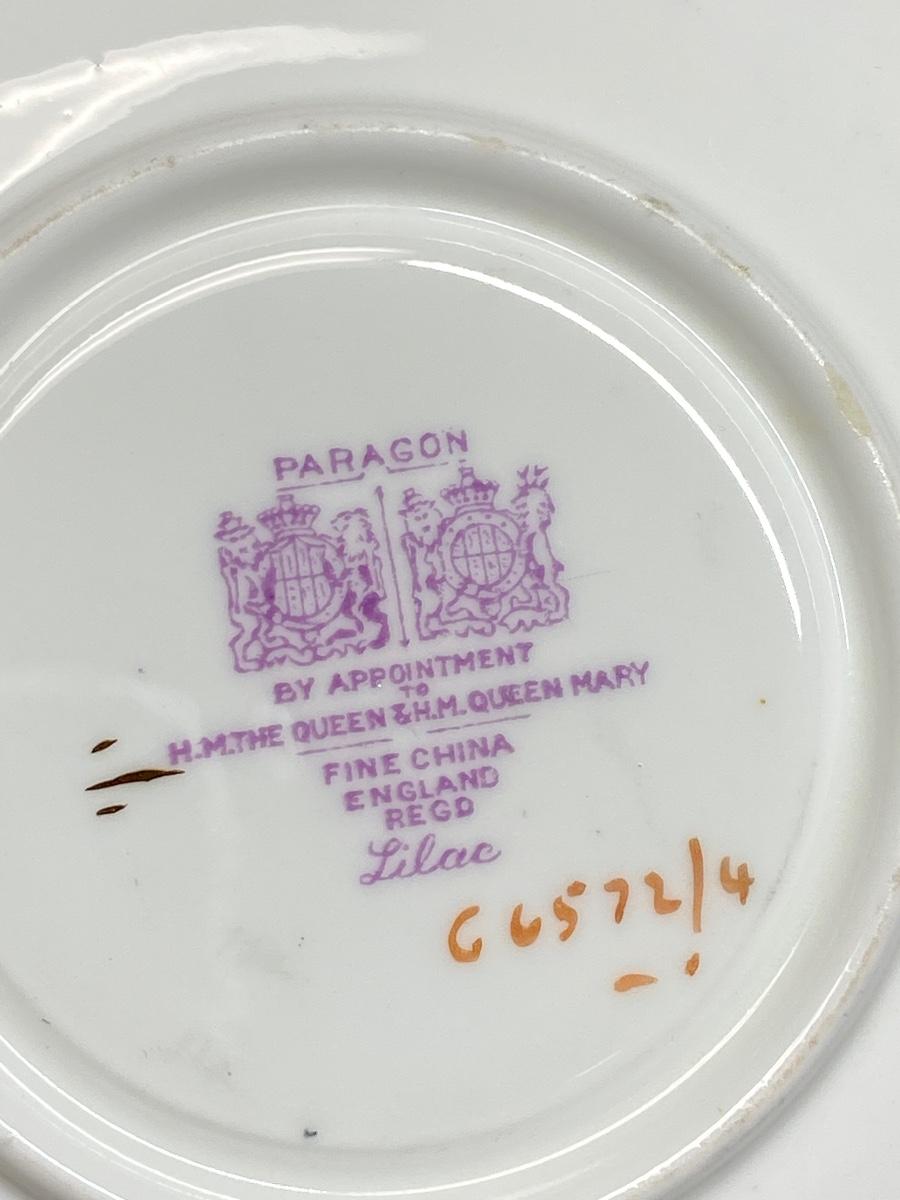 PARAGON
BY APPOINTMENT
TO
H.M.THE QUEEN & H.M. QUEEN MARY
FINE CHINA
ENGLAND
REGD
Lilac
G6572/4